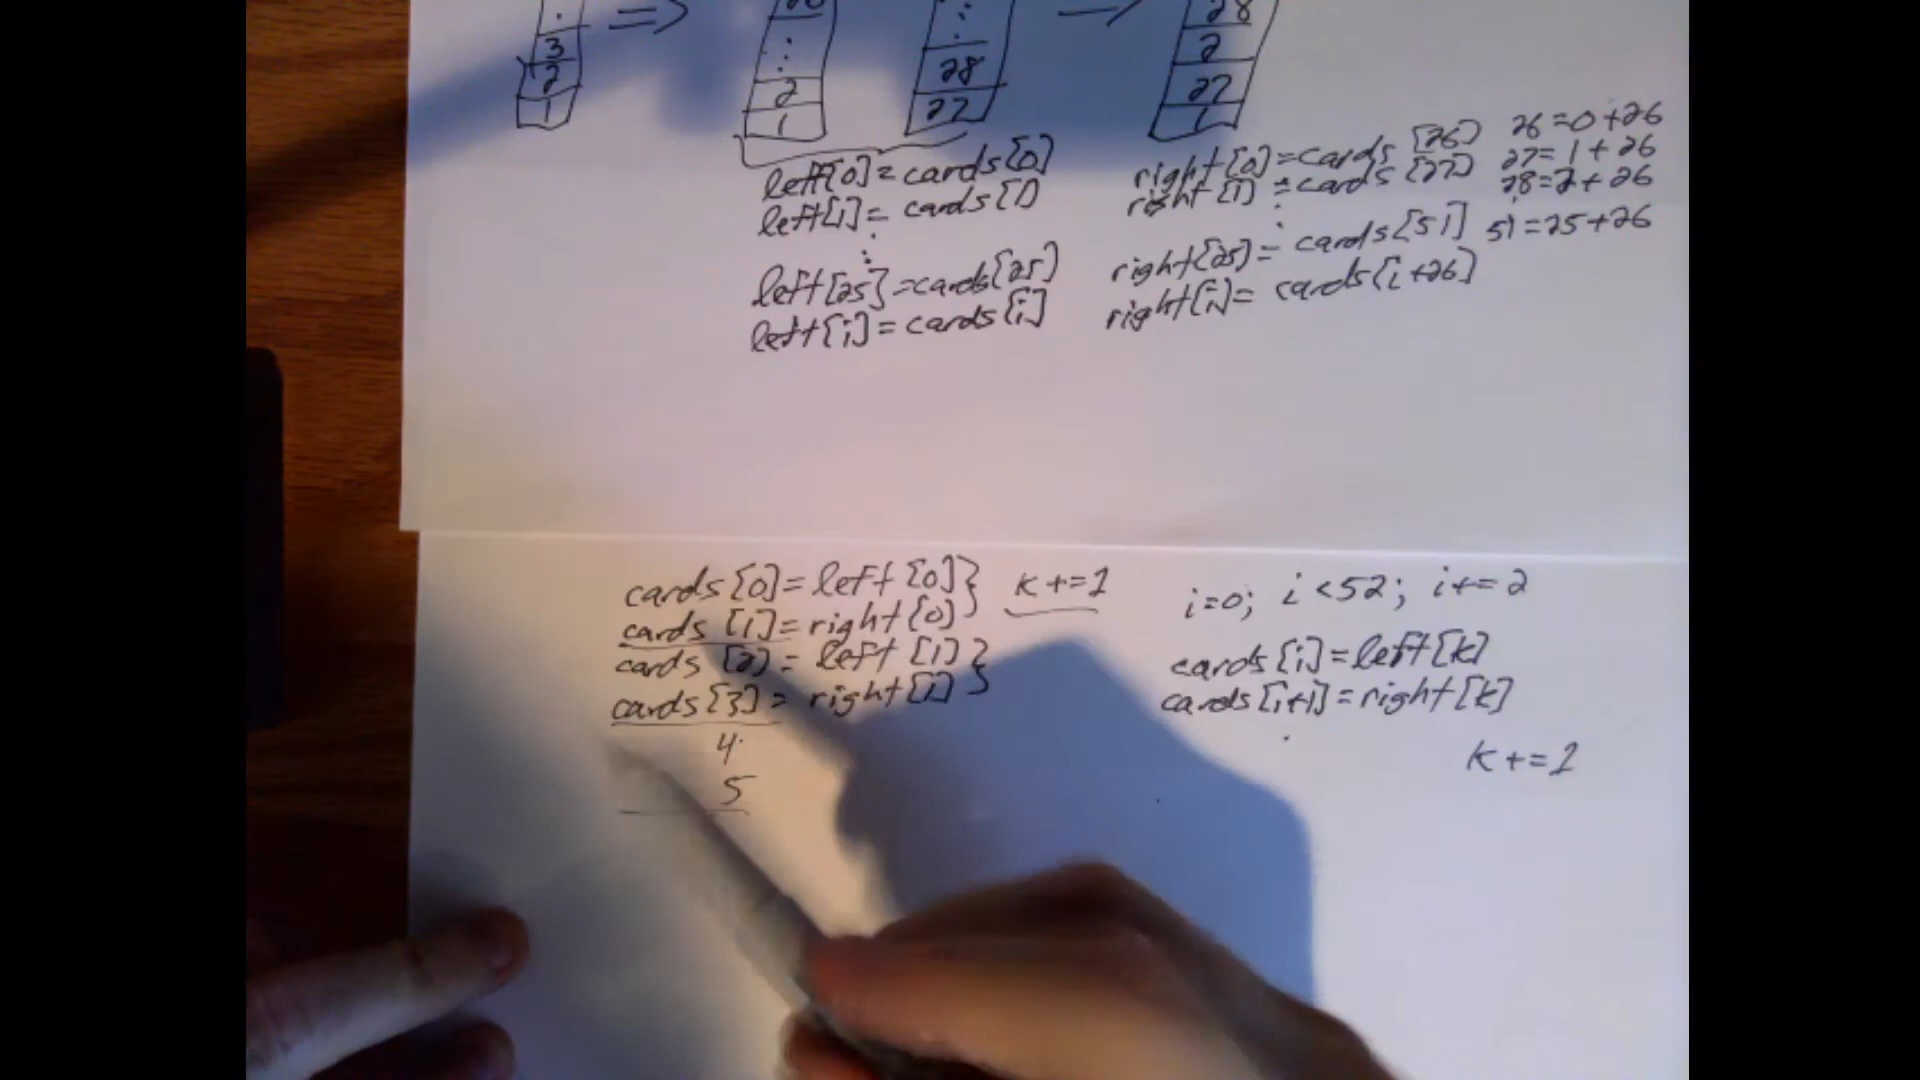 .
3
2
1
=>
26
:
2
1
:
28
27
=>
28
2
27
1
left[0]=cards[0]
left[1]= cards[1]
:
left[25]=cards[25]
left[i]=cards[i]
right[0]=cards [26]
right[1] = cards [27]
:
right[25]= cards[51]
right[i]= cards[i+26]
26=0+26
27= 1+26
28=2+26
:
51=25+26
cards[0]=left[0]}
cards [1]=right[0]
cards [2]= left [1]}
cards[3]= right[1]
4
5
k+=1
i=0; i<52; i+=2
cards[i]=left[k]
cards[i+1]=right[k]
k+=1